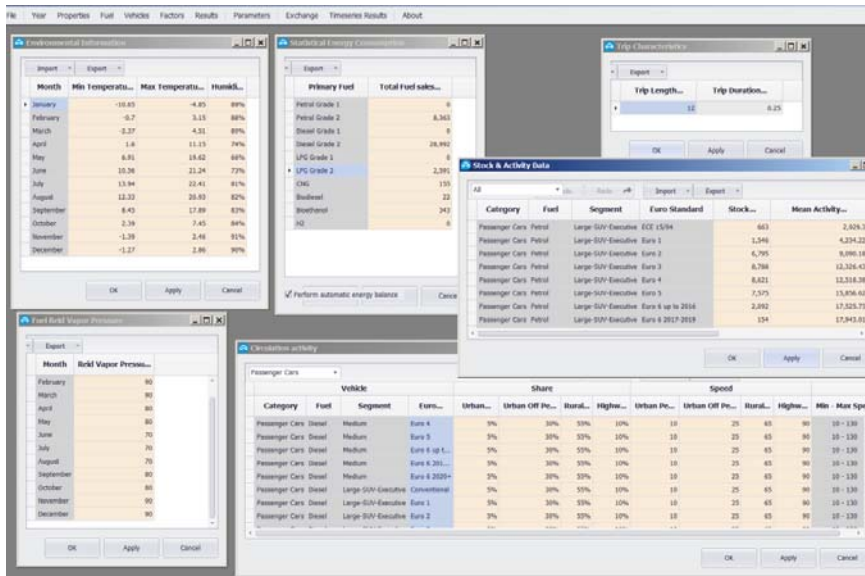 File Year Properties Fuel Vehicles Factors Results Parameters Exchange Timeseries Results About
Environmental Information
Import Export
Month Min Temperatu... Max Temperatu... Humidi...
January -10.65 -4.85 89%
February -0.7 3.15 88%
March -2.37 4.51 89%
April 1.6 11.15 74%
May 6.91 19.62 66%
June 10.56 21.24 73%
July 13.94 22.41 81%
August 12.33 20.93 82%
September 8.43 17.89 83%
October 2.39 7.45 84%
November -1.39 2.46 91%
December -1.27 2.86 90%
OK Apply Cancel
Statistical Energy Consumption
Export
Primary Fuel Total Fuel sales...
Petrol Grade 1 0
Petrol Grade 2 8,363
Diesel Grade 1 0
Diesel Grade 2 28,992
LPG Grade 1 0
LPG Grade 2 2,591
CNG 155
Biodiesel 22
Bioethanol 343
H2 0
Perform automatic energy balance
Cance
Trip Characteristics
Export
Trip Length... Trip Duration...
12 0.25
OK Apply Cancel
Stock & Activity Data
All Import Export
Category Fuel Segment Euro Standard Stock... Mean Activity...
Passenger Cars Petrol Large-SUV-Executive ECE 15/04 663
Passenger Cars Petrol Large-SUV-Executive Euro 1 1,546
Passenger Cars Petrol Large-SUV-Executive Euro 2 6,795
Passenger Cars Petrol Large-SUV-Executive Euro 3 8,788
Passenger Cars Petrol Large-SUV-Executive Euro 4 8,621
Passenger Cars Petrol Large-SUV-Executive Euro 5 7,575
Passenger Cars Petrol Large-SUV-Executive Euro 6 up to 2016 2,092
Passenger Cars Petrol Large-SUV-Executive Euro 6 2017-2019 154
OK Apply Cancel
Fuel Reid Vapor Pressure
Export
Month Reid Vapor Pressu...
February 90
March 90
April 80
May 80
June 70
July 70
August 70
September 80
October 80
November 90
December 90
OK Apply Cancel
Circulation activity
Passenger Cars
Vehicle Share Speed
Category Fuel Segment Euro... Urban... Urban Off Pe... Rural... Highw... Urban Pe... Urban Off Pe... Rural... Highw... Min - Max Spe
Passenger Cars Diesel Medium Euro 4 5% 30% 55% 10% 10 25 65 90 10 - 130
Passenger Cars Diesel Medium Euro 5 5% 30% 55% 10% 10 25 65 90 10 - 130
Passenger Cars Diesel Medium Euro 6 up t... 5% 30% 55% 10% 10 25 65 90 10 - 130
Passenger Cars Diesel Medium Euro 6 201... 5% 30% 55% 10% 10 25 65 90 10 - 130
Passenger Cars Diesel Medium Euro 6 2020+ 5% 30% 55% 10% 10 25 65 90 10 - 130
Passenger Cars Diesel Large-SUV-Executive Conventional 5% 30% 55% 10% 10 25 65 90 10 - 130
Passenger Cars Diesel Large-SUV-Executive Euro 1 5% 30% 55% 10% 10 25 65 90 10 - 130
Passenger Cars Diesel Large-SUV-Executive Euro 2 5% 30% 55% 10% 10 25 65 90 10 - 130
OK Apply Cancel